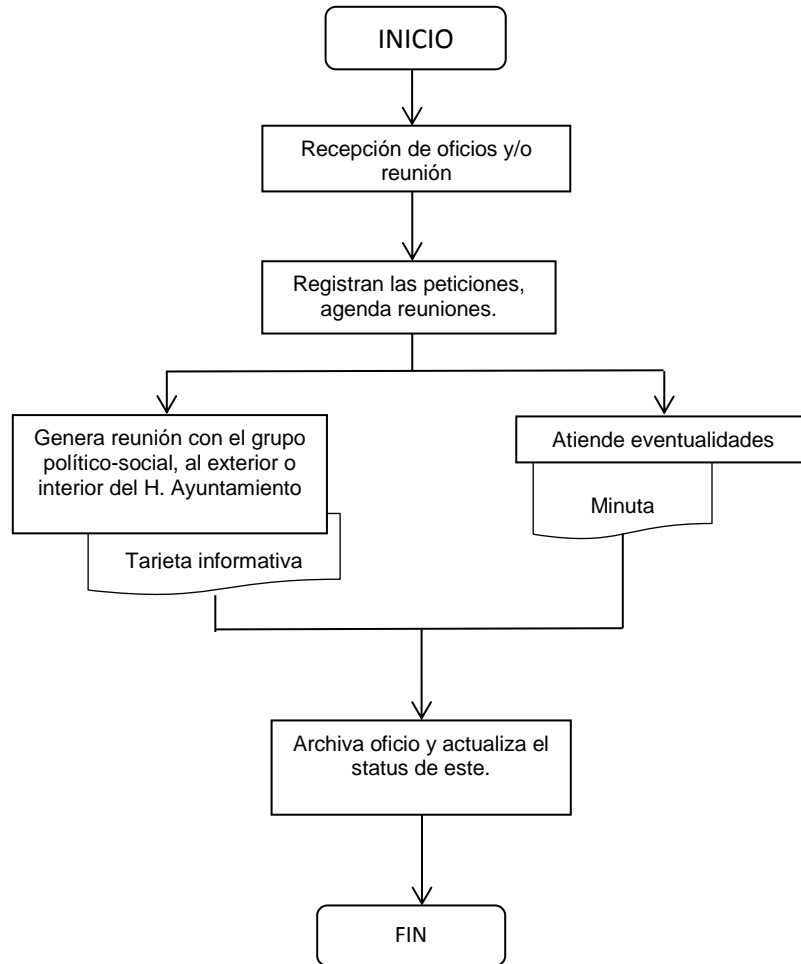 INICIO
Recepción de oficios y/o
reunión
Registran las peticiones,
agenda reuniones.
Genera reunión con el grupo
político-social, al exterior o
interior del H. Ayuntamiento
Tarjeta informativa
Atiende eventualidades
Minuta
Archiva oficio y actualiza el
status de este.
FIN